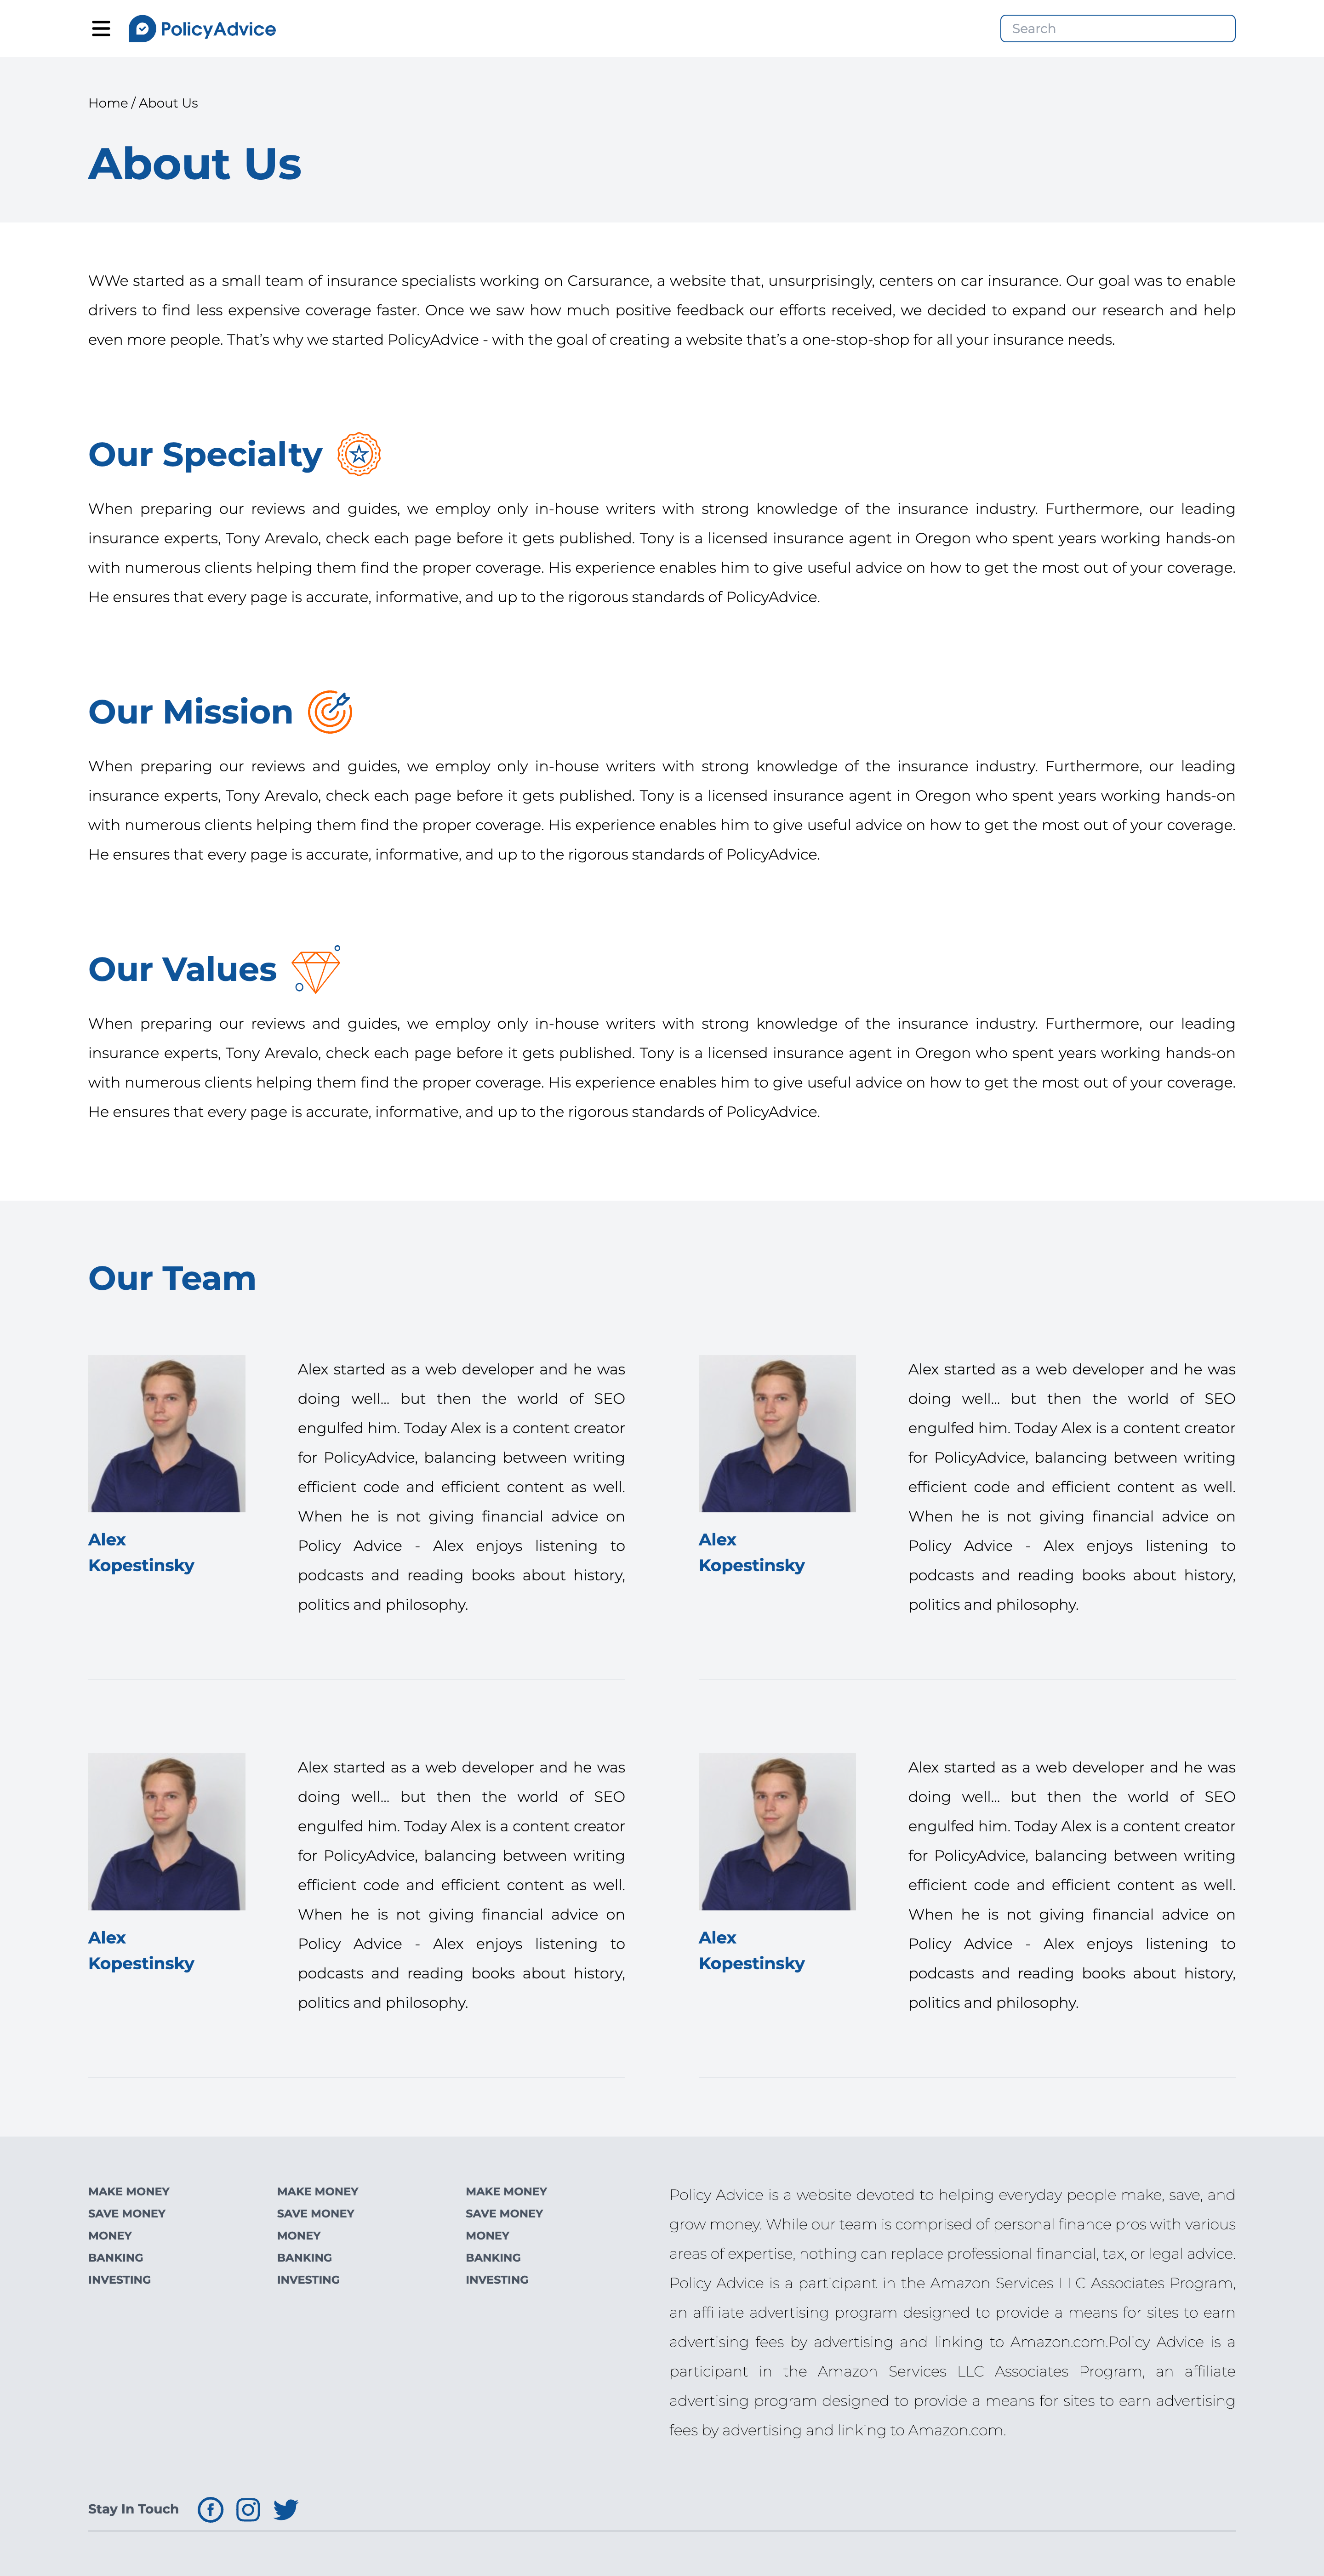 PolicyAdvice
Search
Home / About Us
About Us
WWe started as a small team of insurance specialists working on Carsurance, a website that, unsurprisingly, centers on car insurance. Our goal was to enable
drivers to find less expensive coverage faster. Once we saw how much positive feedback our efforts received, we decided to expand our research and help
even more people. That’s why we started PolicyAdvice - with the goal of creating a website that’s a one-stop-shop for all your insurance needs.
Our Specialty
When preparing our reviews and guides, we employ only in-house writers with strong knowledge of the insurance industry. Furthermore, our leading
insurance experts, Tony Arevalo, check each page before it gets published. Tony is a licensed insurance agent in Oregon who spent years working hands-on
with numerous clients helping them find the proper coverage. His experience enables him to give useful advice on how to get the most out of your coverage.
He ensures that every page is accurate, informative, and up to the rigorous standards of PolicyAdvice.
Our Mission
When preparing our reviews and guides, we employ only in-house writers with strong knowledge of the insurance industry. Furthermore, our leading
insurance experts, Tony Arevalo, check each page before it gets published. Tony is a licensed insurance agent in Oregon who spent years working hands-on
with numerous clients helping them find the proper coverage. His experience enables him to give useful advice on how to get the most out of your coverage.
He ensures that every page is accurate, informative, and up to the rigorous standards of PolicyAdvice.
Our Values
When preparing our reviews and guides, we employ only in-house writers with strong knowledge of the insurance industry. Furthermore, our leading
insurance experts, Tony Arevalo, check each page before it gets published. Tony is a licensed insurance agent in Oregon who spent years working hands-on
with numerous clients helping them find the proper coverage. His experience enables him to give useful advice on how to get the most out of your coverage.
He ensures that every page is accurate, informative, and up to the rigorous standards of PolicyAdvice.
Our Team
Alex
Kopestinsky
Alex started as a web developer and he was
doing well... but then the world of SEO
engulfed him. Today Alex is a content creator
for PolicyAdvice, balancing between writing
efficient code and efficient content as well.
When he is not giving financial advice on
Policy Advice - Alex enjoys listening to
podcasts and reading books about history,
politics and philosophy.
Alex
Kopestinsky
Alex started as a web developer and he was
doing well... but then the world of SEO
engulfed him. Today Alex is a content creator
for PolicyAdvice, balancing between writing
efficient code and efficient content as well.
When he is not giving financial advice on
Policy Advice - Alex enjoys listening to
podcasts and reading books about history,
politics and philosophy.
Alex
Kopestinsky
Alex started as a web developer and he was
doing well... but then the world of SEO
engulfed him. Today Alex is a content creator
for PolicyAdvice, balancing between writing
efficient code and efficient content as well.
When he is not giving financial advice on
Policy Advice - Alex enjoys listening to
podcasts and reading books about history,
politics and philosophy.
Alex
Kopestinsky
Alex started as a web developer and he was
doing well... but then the world of SEO
engulfed him. Today Alex is a content creator
for PolicyAdvice, balancing between writing
efficient code and efficient content as well.
When he is not giving financial advice on
Policy Advice - Alex enjoys listening to
podcasts and reading books about history,
politics and philosophy.
MAKE MONEY
SAVE MONEY
MONEY
BANKING
INVESTING
MAKE MONEY
SAVE MONEY
MONEY
BANKING
INVESTING
MAKE MONEY
SAVE MONEY
MONEY
BANKING
INVESTING
Policy Advice is a website devoted to helping everyday people make, save, and
grow money. While our team is comprised of personal finance pros with various
areas of expertise, nothing can replace professional financial, tax, or legal advice.
Policy Advice is a participant in the Amazon Services LLC Associates Program,
an affiliate advertising program designed to provide a means for sites to earn
advertising fees by advertising and linking to Amazon.com.Policy Advice is a
participant in the Amazon Services LLC Associates Program, an affiliate
advertising program designed to provide a means for sites to earn advertising
fees by advertising and linking to Amazon.com.
Stay In Touch